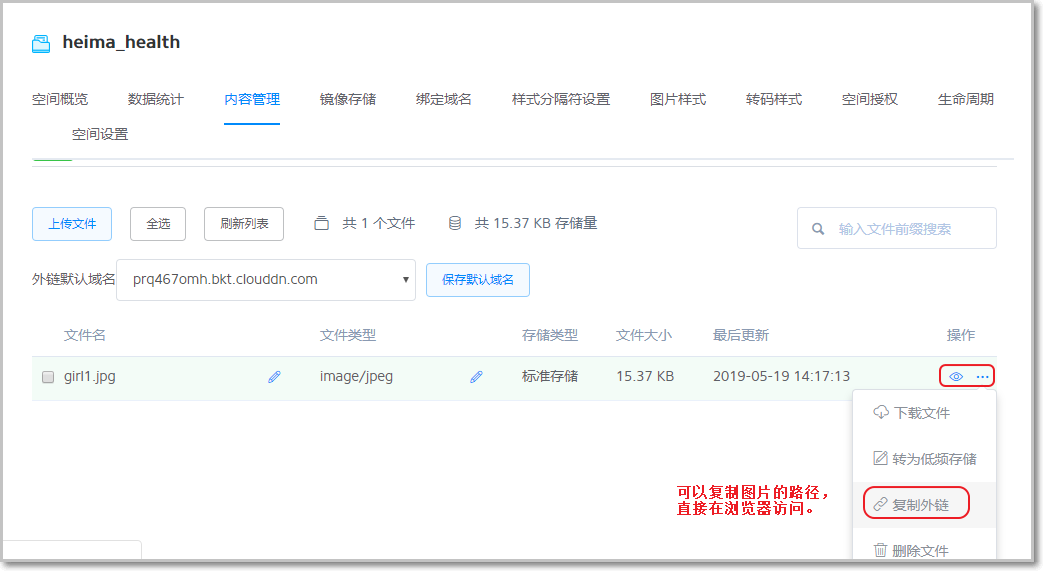 heima_health
空间概览 数据统计 内容管理 镜像存储 绑定域名 样式分隔符设置 图片样式 转码样式 空间授权 生命周期
空间设置
上传文件 全选 刷新列表 共 1 个文件 共 15.37 KB 存储量 输入文件前缀搜索
外链默认域名 prq467omh.bkt.clouddn.com 保存默认域名
文件名 文件类型 存储类型 文件大小 最后更新 操作
girl1.jpg image/jpeg 标准存储 15.37 KB 2019-05-19 14:17:13
下载文件
转为低频存储
可以复制图片的路径，
直接在浏览器访问。
复制外链
删除文件